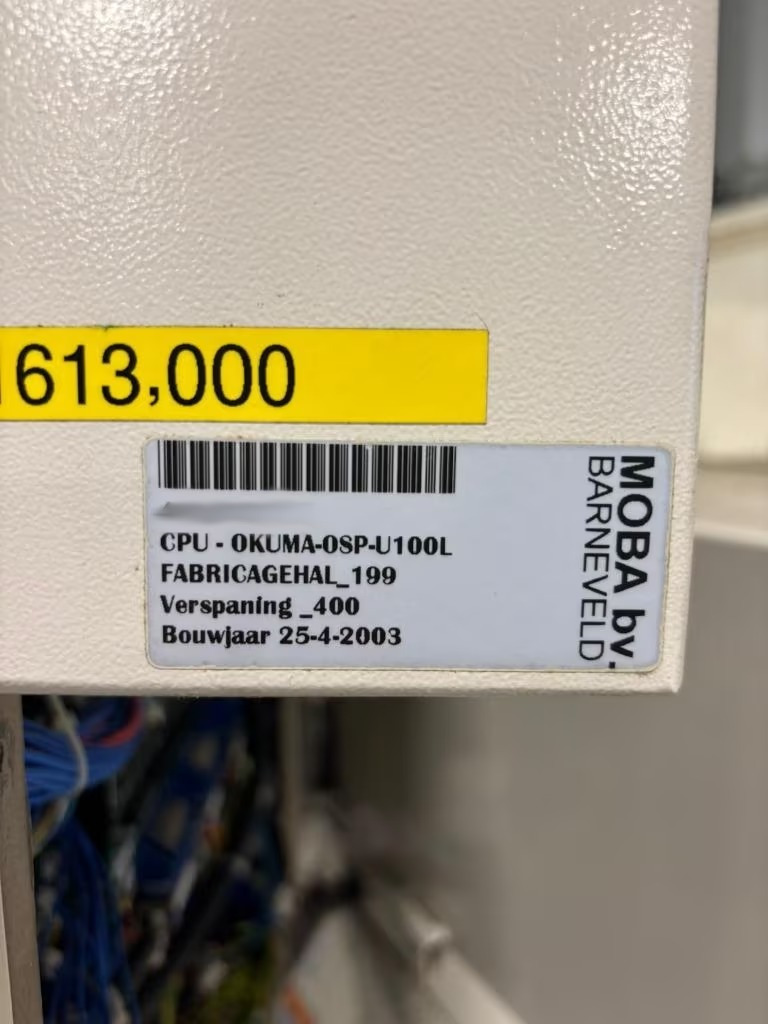 613,000
CPU - OKUMA-OSP-U100L
FABRICAGEHAL_199
Verspaning _400
Bouwjaar 25-4-2003
MOBA bv.
BARNEVELD